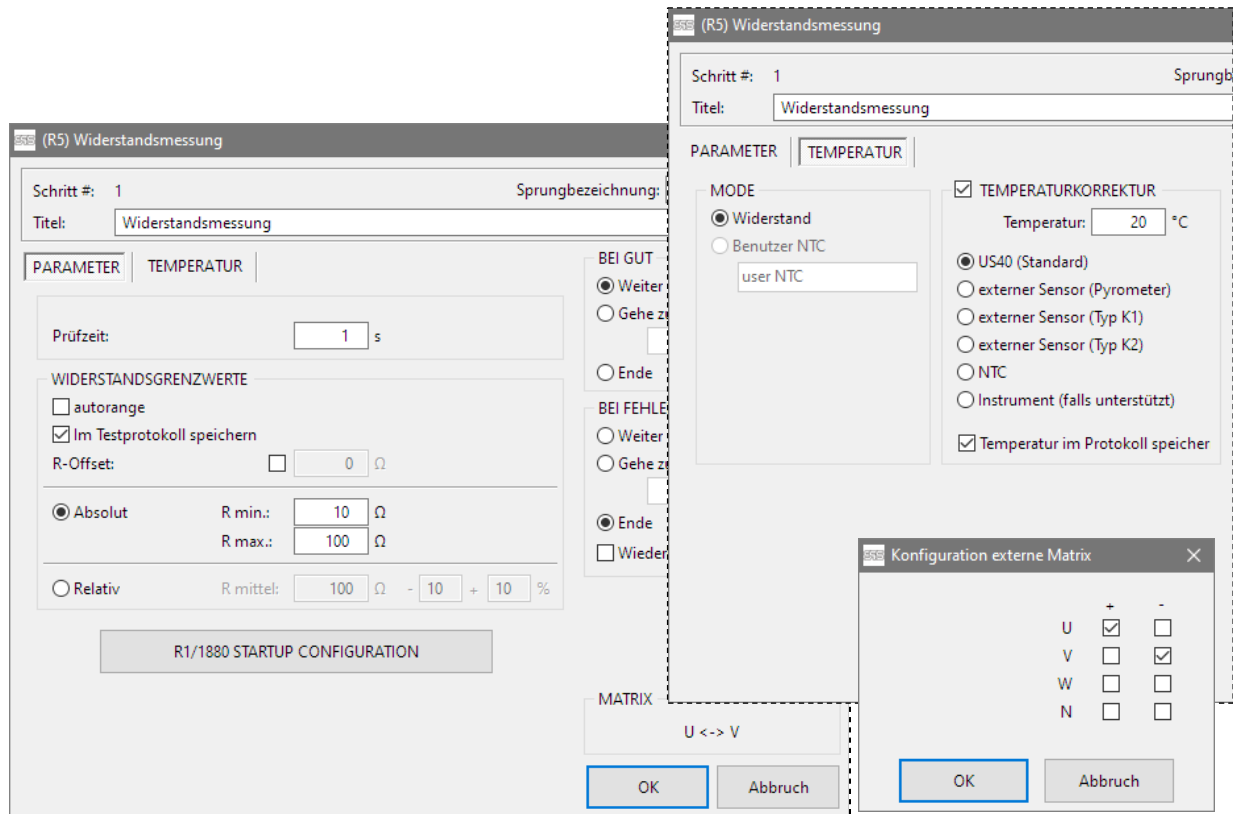 (R5) Widerstandsmessung
Schritt #: 1 Sprungbezeichnung:
Titel: Widerstandsmessung
PARAMETER TEMPERATUR
Prüfzeit: 1 s
WIDERSTANDSGRENZWERTE
autorange
Im Testprotokoll speichern
R-Offset: 0 Ω
Absolut R min.: 10 Ω
R max.: 100 Ω
Relativ R mittel: 100 Ω - 10 + 10 %
R1/1880 STARTUP CONFIGURATION
BEI GUT
Weiter
Gehe zu
Ende
BEI FEHLE
Weiter
Gehe zu
Ende
Wieder
MATRIX
U <-> V
OK Abbruch
(R5) Widerstandsmessung
Schritt #: 1 Sprungb
Titel: Widerstandsmessung
PARAMETER TEMPERATUR
MODE
Widerstand
Benutzer NTC
user NTC
TEMPERATURKORREKTUR
Temperatur: 20 °C
US40 (Standard)
externer Sensor (Pyrometer)
externer Sensor (Typ K1)
externer Sensor (Typ K2)
NTC
Instrument (falls unterstützt)
Temperatur im Protokoll speicher
Konfiguration externe Matrix
+ -
U
V
W
N
OK Abbruch